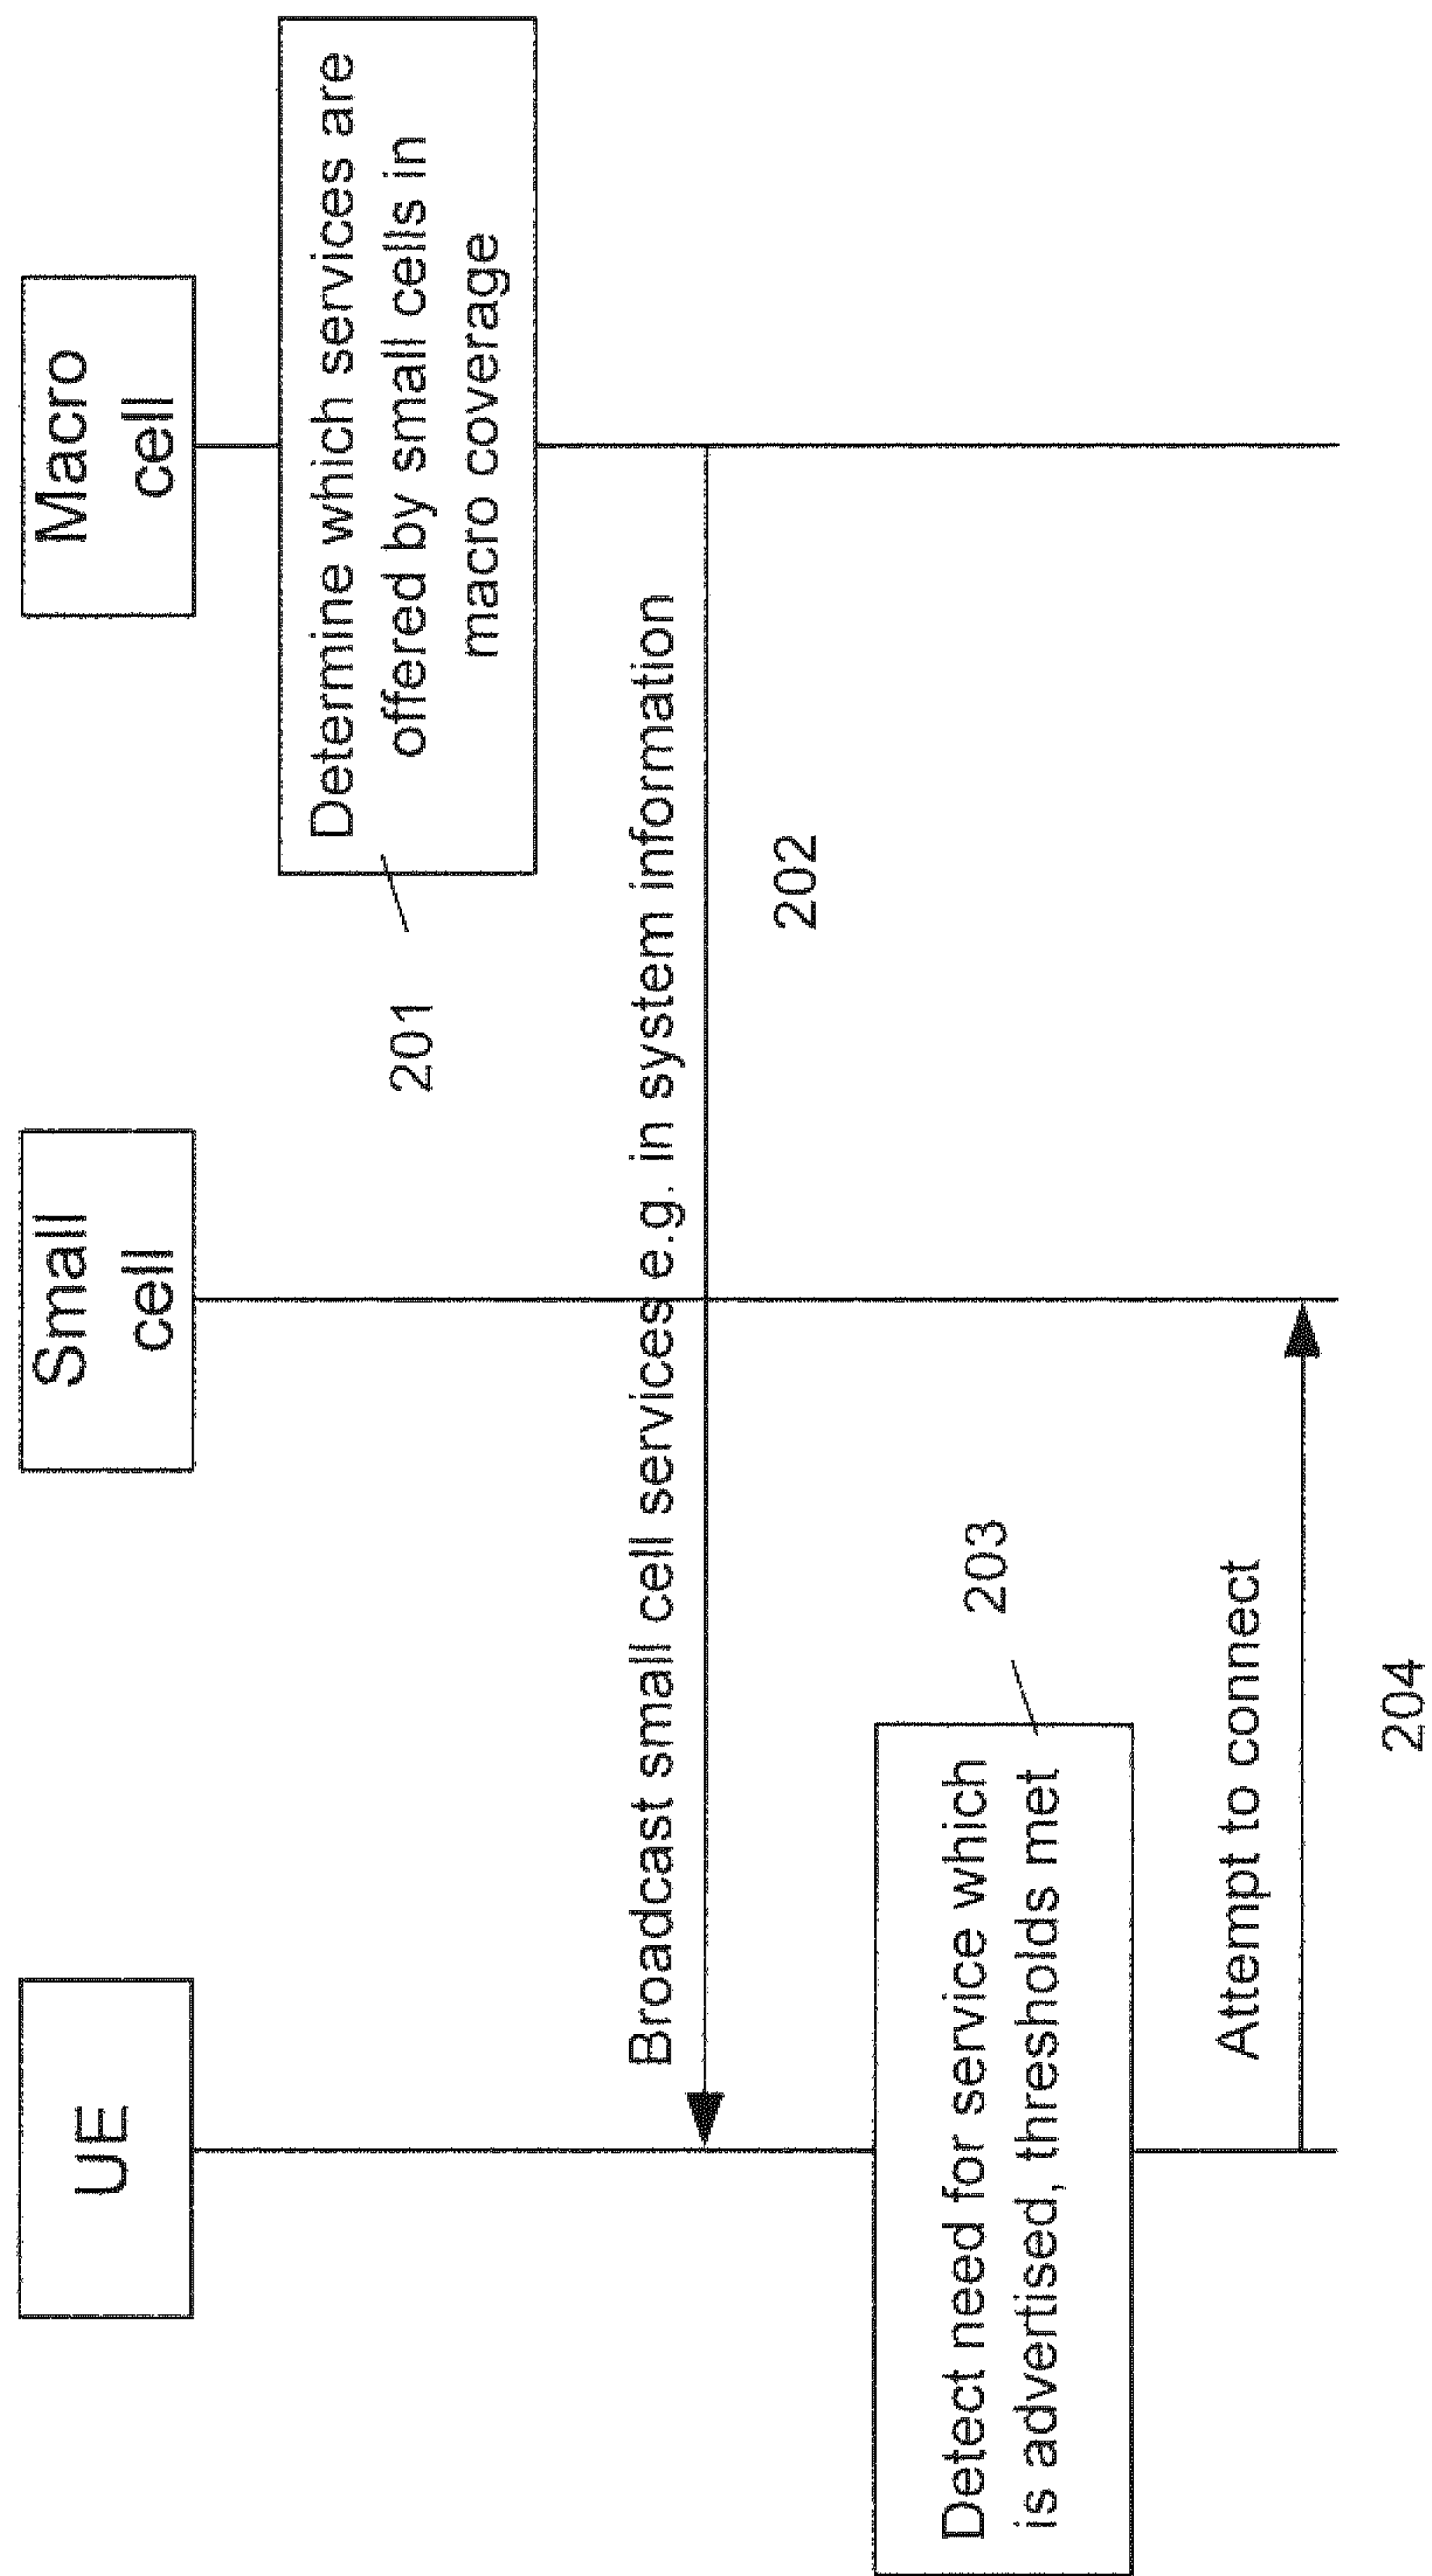 UE
Small
cell
Macro
cell
Determine which services are
offered by small cells in
macro coverage
201
Broadcast small cell services e.g. in system information
202
Detect need for service which
is advertised, thresholds met
203
Attempt to connect
204